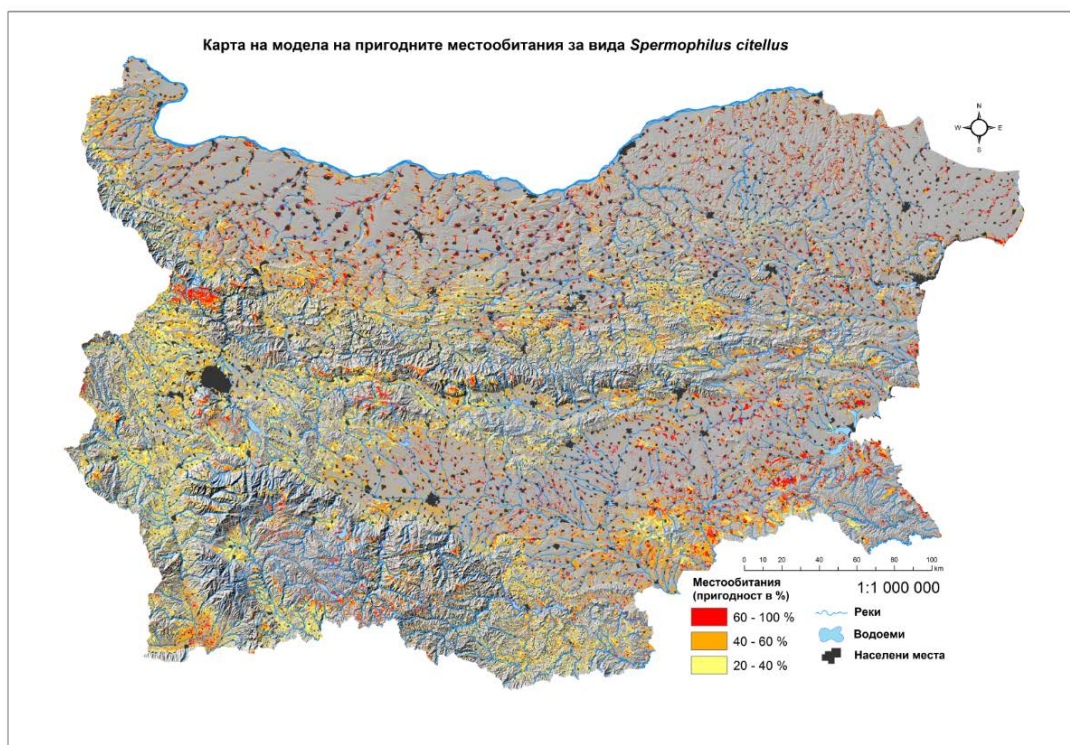 Карта на модела на пригодните местообитания за вида Spermophilus citellus
N
W E
S
0 10 20 40 60 80 100
km
1:1 000 000
Местообитания
(пригодност в %)
60 - 100 %
40 - 60 %
20 - 40 %
Реки
Водоеми
Населени места